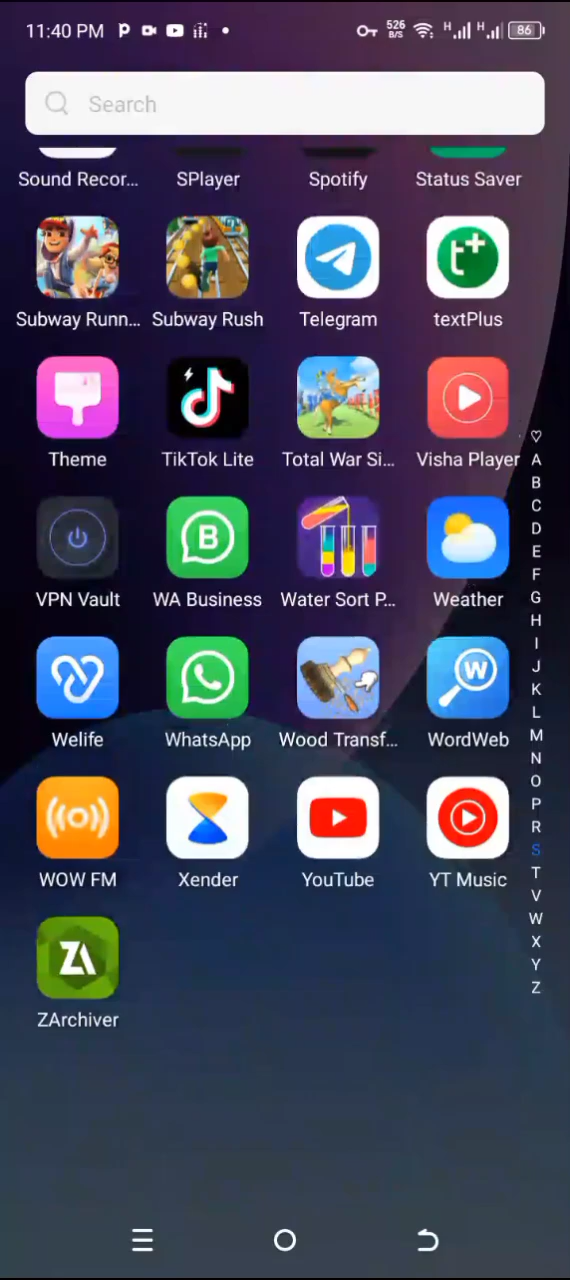 11:40 PM
526
B/S
H
H
86
Search
Sound Recor...
SPlayer
Spotify
Status Saver
Subway Runn...
Subway Rush
Telegram
textPlus
Theme
TikTok Lite
Total War Si...
Visha Player
VPN Vault
WA Business
Water Sort P...
Weather
Welife
WhatsApp
Wood Transf...
WordWeb
WOW FM
Xender
YouTube
YT Music
ZArchiver
t+
B
W
ZA
A
B
C
D
E
F
G
H
I
J
K
L
M
N
O
P
R
S
T
V
W
X
Y
Z